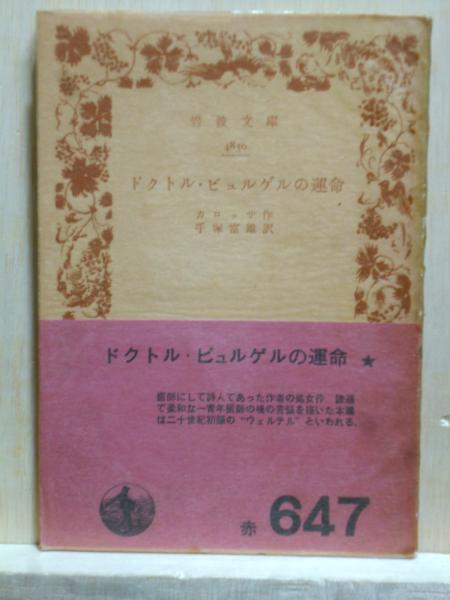 岩波文庫
4850
ドクトル・ビュルゲルの運命
カロッサ作
手塚富雄訳
ドクトル・ビュルゲルの運命 ★
医師にして詩人であった作者の処女作．謙遜
で柔和な一青年医師の魂の苦悩を描いた本篇
は二十世紀初頭の“ウェルテル”といわれる．
赤 647